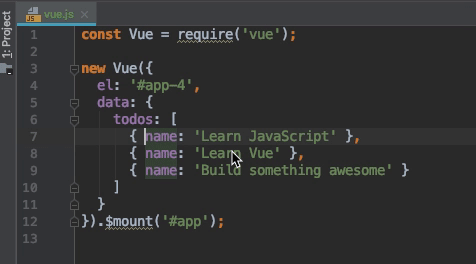 vue.js
1: Project
1 const Vue = require('vue');
2
3 new Vue({
4 el: '#app-4',
5 data: {
6 todos: [
7 { name: 'Learn JavaScript' },
8 { name: 'Learn Vue' },
9 { name: 'Build something awesome' }
10 ]
11 }
12 }).$mount('#app');
13